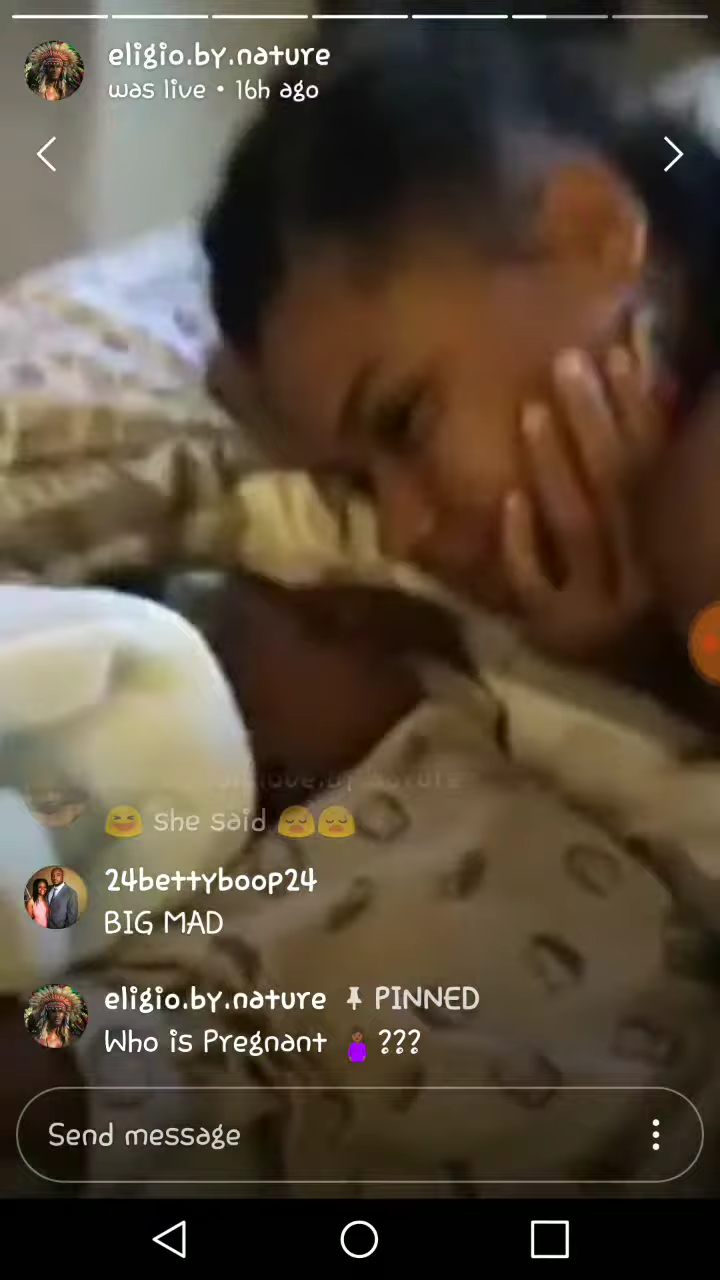 eligio.by.nature
was live • 16h ago
😆 she said 😩😩
24bettyboop24
BIG MAD
eligio.by.nature 📌 PINNED
Who is Pregnant 🤰🏾???
Send message